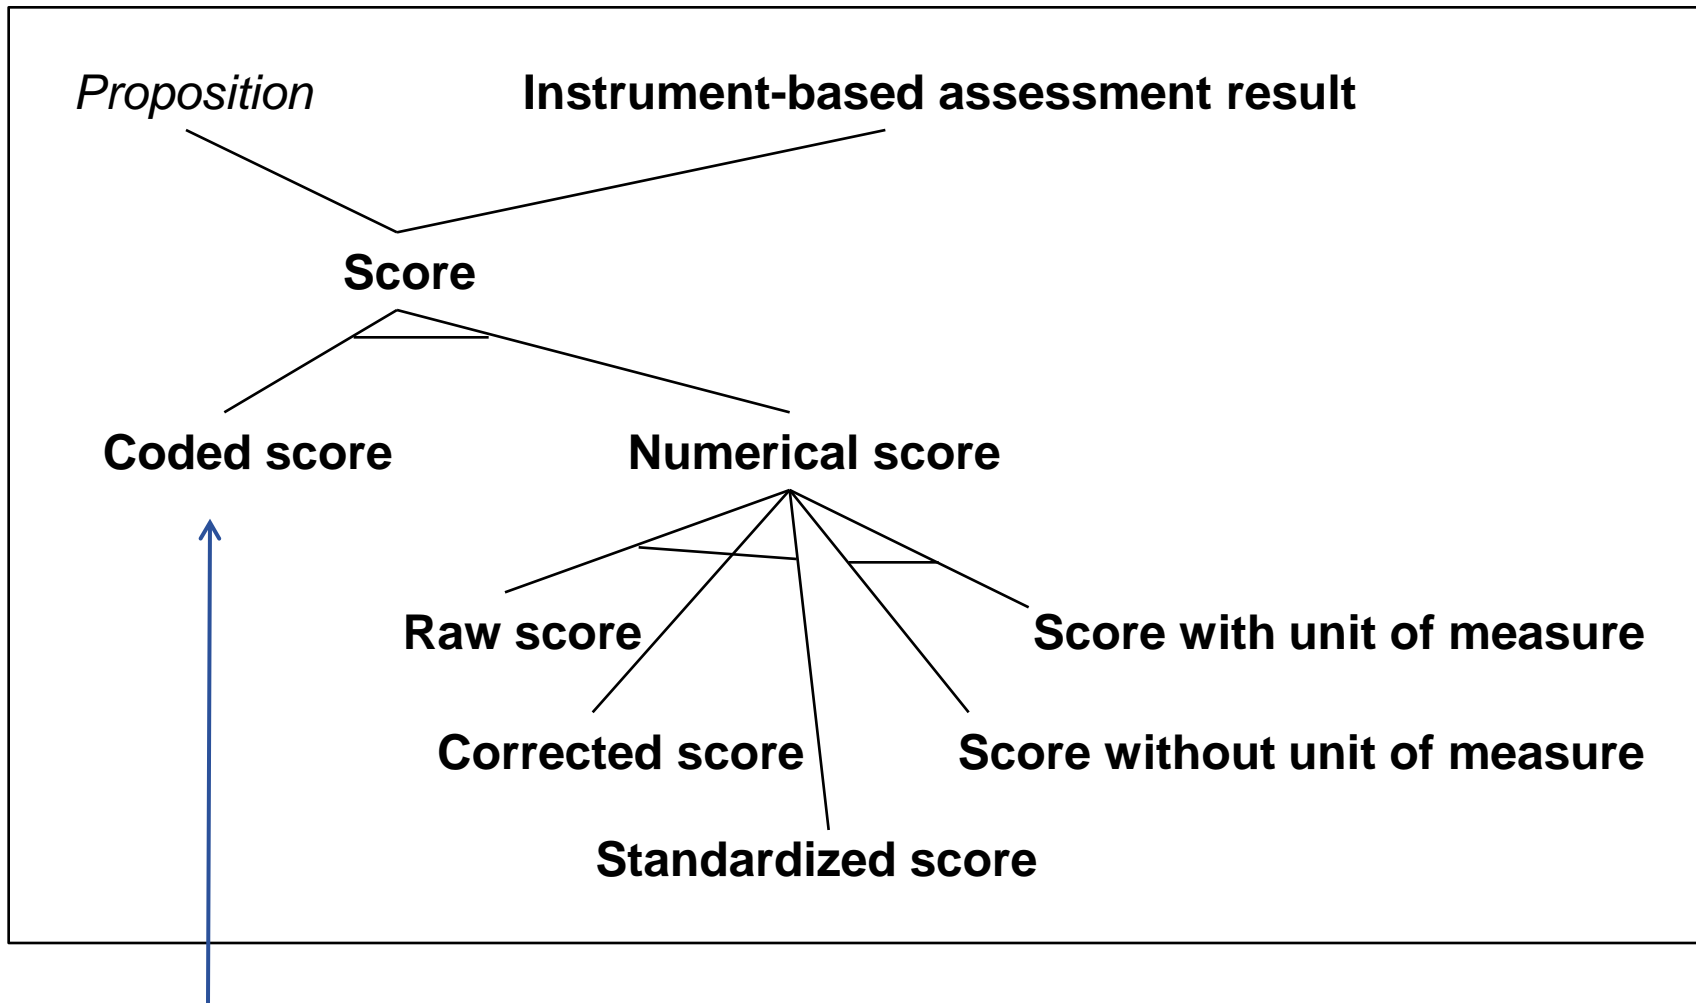 Proposition
Instrument-based assessment result
Score
Coded score
Numerical score
Raw score
Score with unit of measure
Corrected score
Score without unit of measure
Standardized score